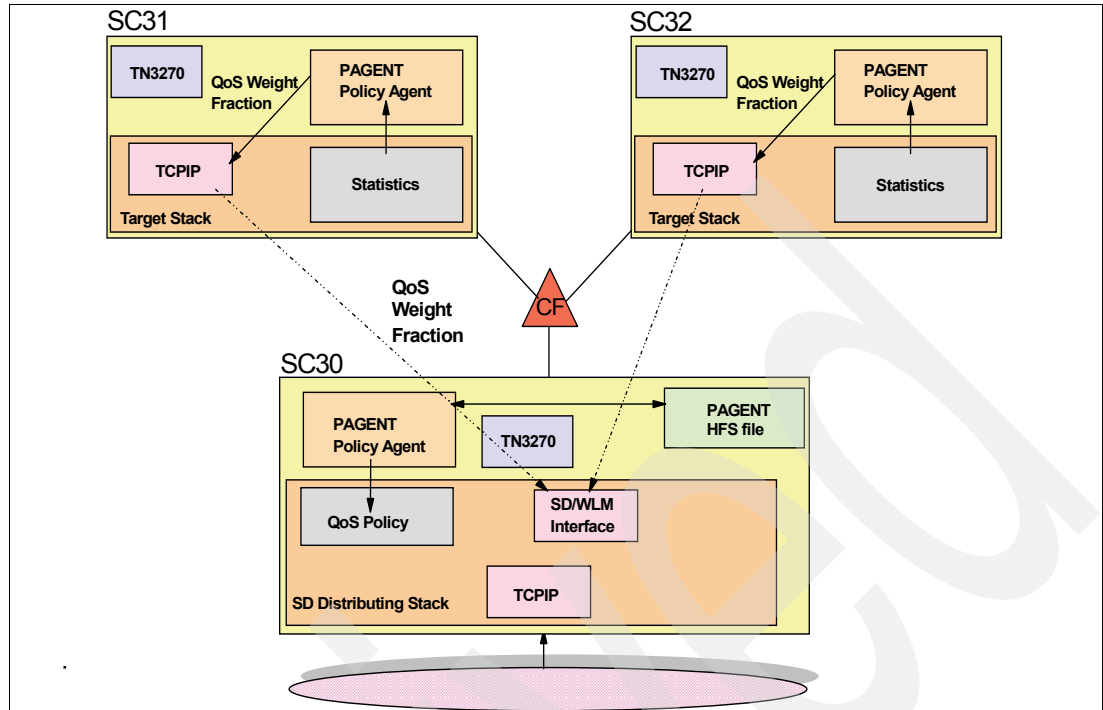 SC31
TN3270
QoS Weight
Fraction
PAGENT
Policy Agent
TCPIP
Statistics
Target Stack
SC32
TN3270
QoS Weight
Fraction
PAGENT
Policy Agent
TCPIP
Statistics
Target Stack
QoS
Weight
Fraction
CF
SC30
PAGENT
Policy Agent
TN3270
PAGENT
HFS file
QoS Policy
SD/WLM
Interface
SD Distributing Stack
TCPIP
.